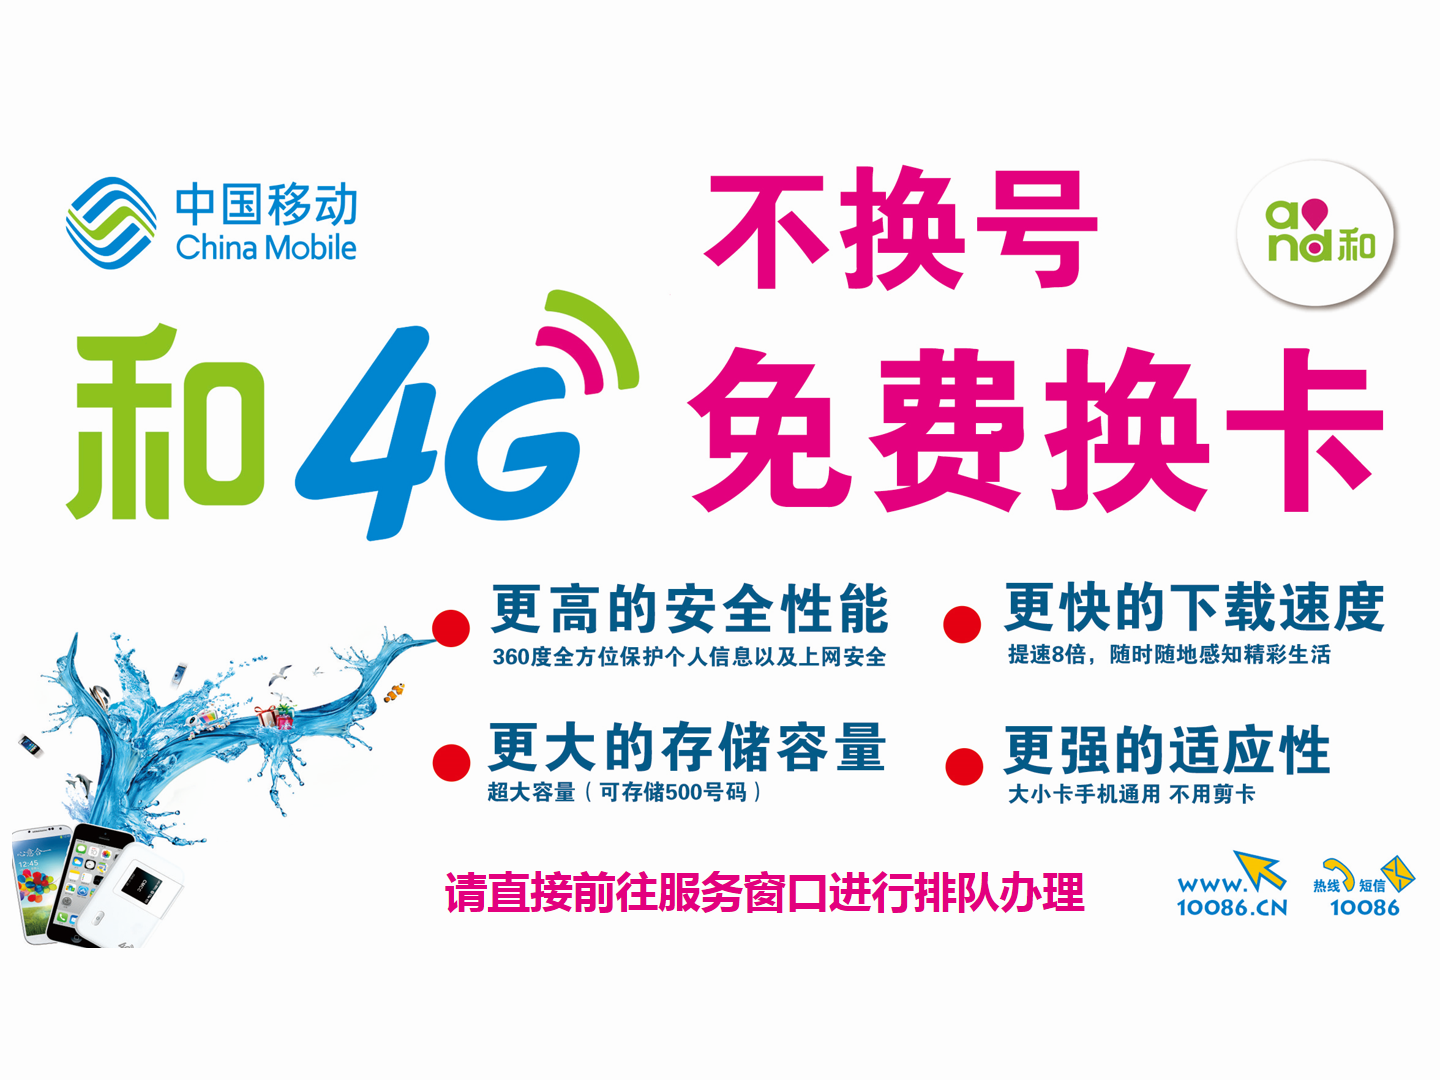 中国移动
China Mobile
不换号
and和
和4G
免费换卡
更高的安全性能
360度全方位保护个人信息以及上网安全
更快的下载速度
提速8倍，随时随地感知精彩生活
更大的存储容量
超大容量（可存储500号码）
更强的适应性
大小卡手机通用 不用剪卡
心意合一
12:45
请直接前往服务窗口进行排队办理
www.
10086.CN
热线 短信
10086